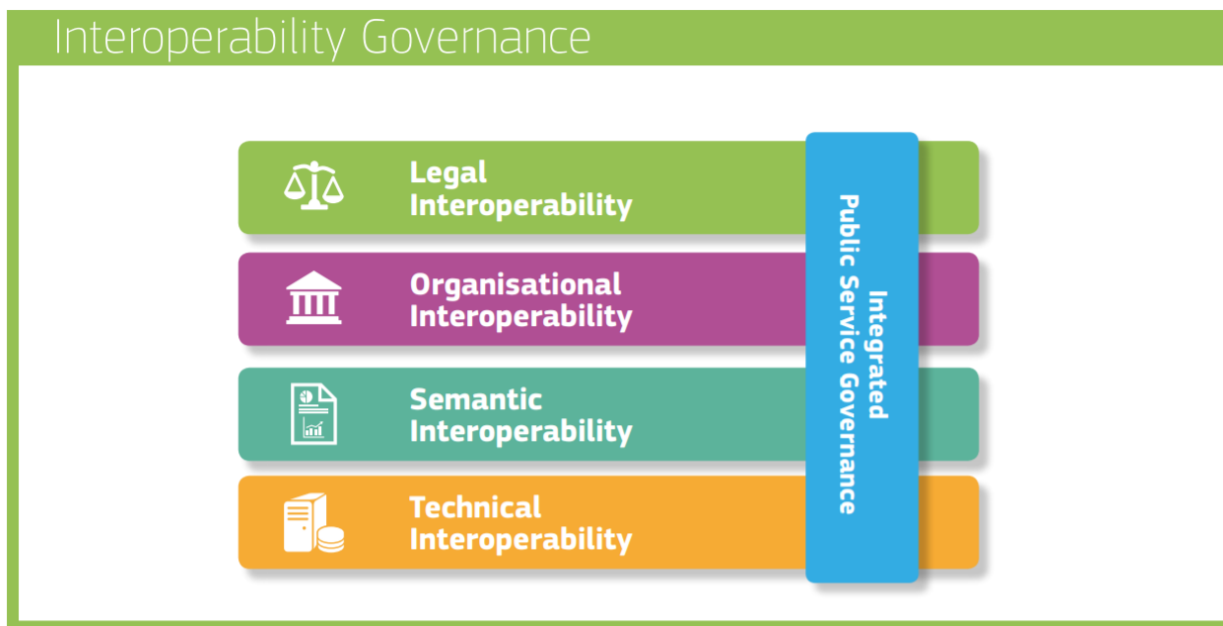 Interoperability Governance
Legal
Interoperability
Organisational
Interoperability
Semantic
Interoperability
Technical
Interoperability
Integrated
Public Service Governance